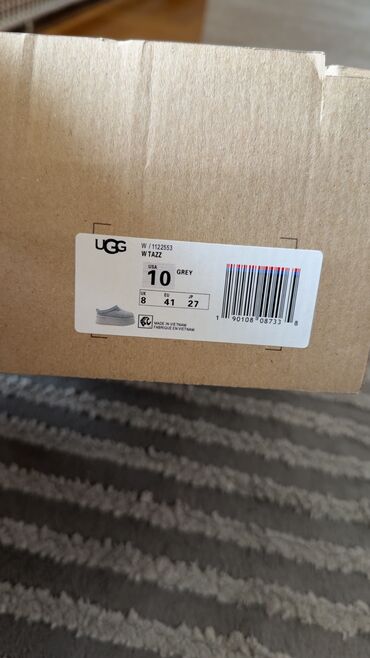 UGG
W / 1122553
W TAZZ
USA
10 GREY
UK EU JP
8 41 27
MADE IN VIETNAM
FABRIQUÉ EN VIETNAM
1 90108 08733 8